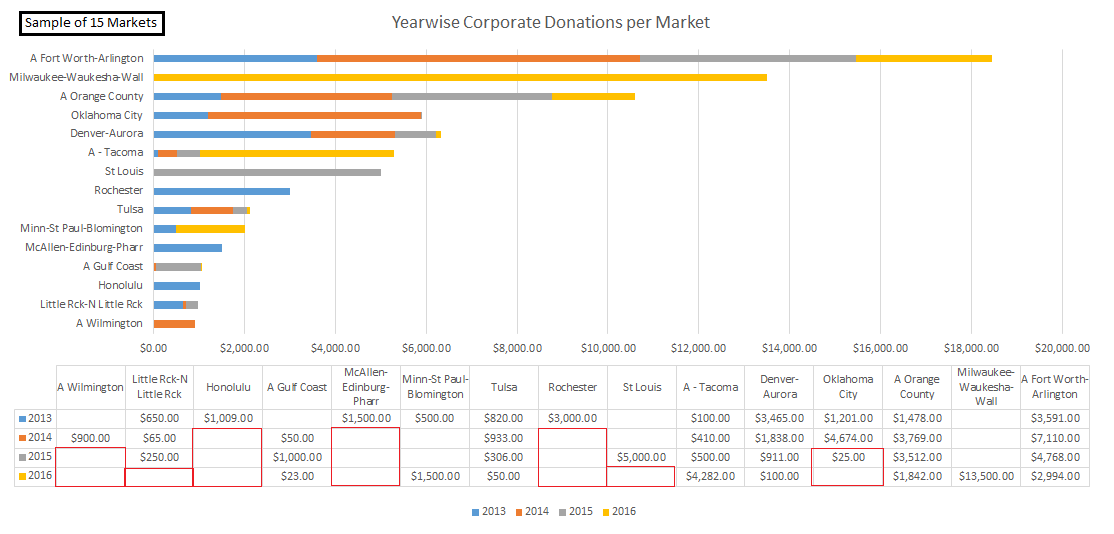 Sample of 15 Markets
Yearwise Corporate Donations per Market
A Fort Worth-Arlington
Milwaukee-Waukesha-Wall
A Orange County
Oklahoma City
Denver-Aurora
A - Tacoma
St Louis
Rochester
Tulsa
Minn-St Paul-Blomington
McAllen-Edinburg-Pharr
A Gulf Coast
Honolulu
Little Rck-N Little Rck
A Wilmington
$0.00 $2,000.00 $4,000.00 $6,000.00 $8,000.00 $10,000.00 $12,000.00 $14,000.00 $16,000.00 $18,000.00 $20,000.00
A Wilmington
Little Rck-N
Little Rck
Honolulu
A Gulf Coast
McAllen-
Edinburg-
Pharr
Minn-St Paul-
Blomington
Tulsa
Rochester
St Louis
A - Tacoma
Denver-
Aurora
Oklahoma
City
A Orange
County
Milwaukee-
Waukesha-
Wall
A Fort Worth-
Arlington
2013 $650.00 $1,009.00 $1,500.00 $500.00 $820.00 $3,000.00 $100.00 $3,465.00 $1,201.00 $1,478.00 $3,591.00
2014 $900.00 $65.00 $50.00 $933.00 $410.00 $1,838.00 $4,674.00 $3,769.00 $7,110.00
2015 $250.00 $1,000.00 $306.00 $5,000.00 $500.00 $911.00 $25.00 $3,512.00 $4,768.00
2016 $23.00 $1,500.00 $50.00 $4,282.00 $100.00 $1,842.00 $13,500.00 $2,994.00
2013 2014 2015 2016